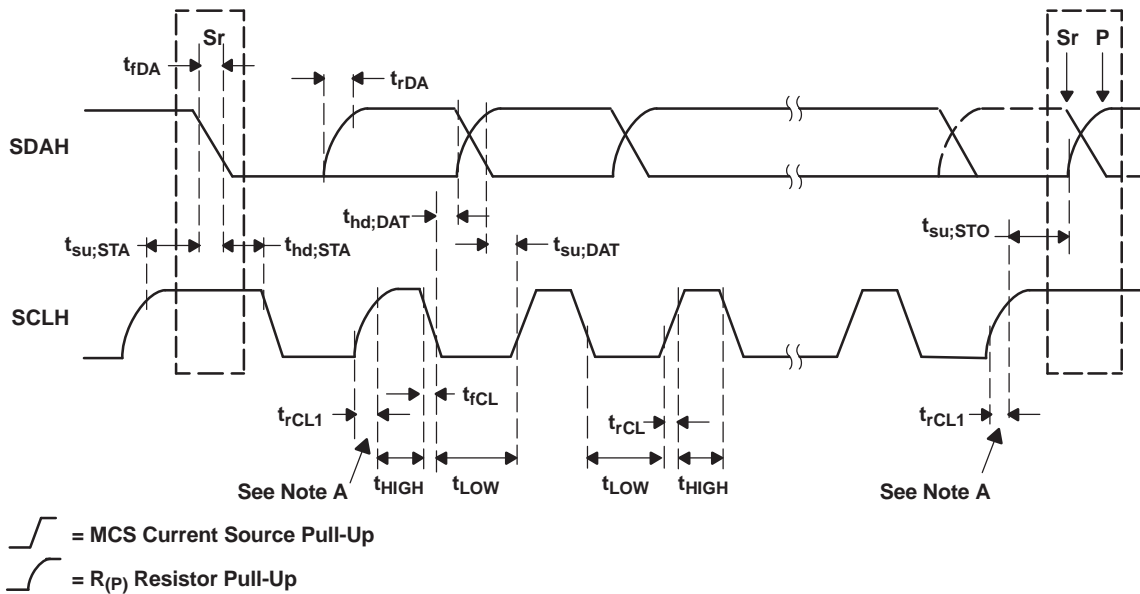 Sr
Sr P
tfDA
trDA
SDAH
thd;DAT
tsu;STA
thd;STA
tsu;DAT
tsu;STO
SCLH
tfCL
trCL1
trCL
trCL1
See Note A
tHIGH
tLOW
tLOW
tHIGH
See Note A
= MCS Current Source Pull-Up
= R(P) Resistor Pull-Up